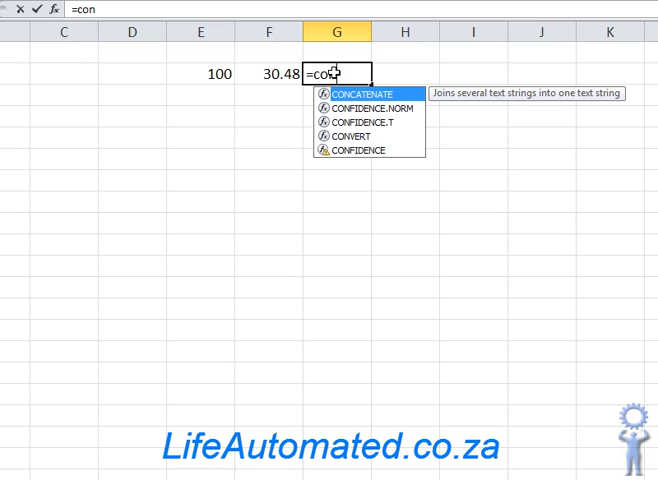 =con
C D E F G H I J K
100 30.48 =con
CONCATENATE Joins several text strings into one text string
CONFIDENCE.NORM
CONFIDENCE.T
CONVERT
CONFIDENCE
LifeAutomated.co.za